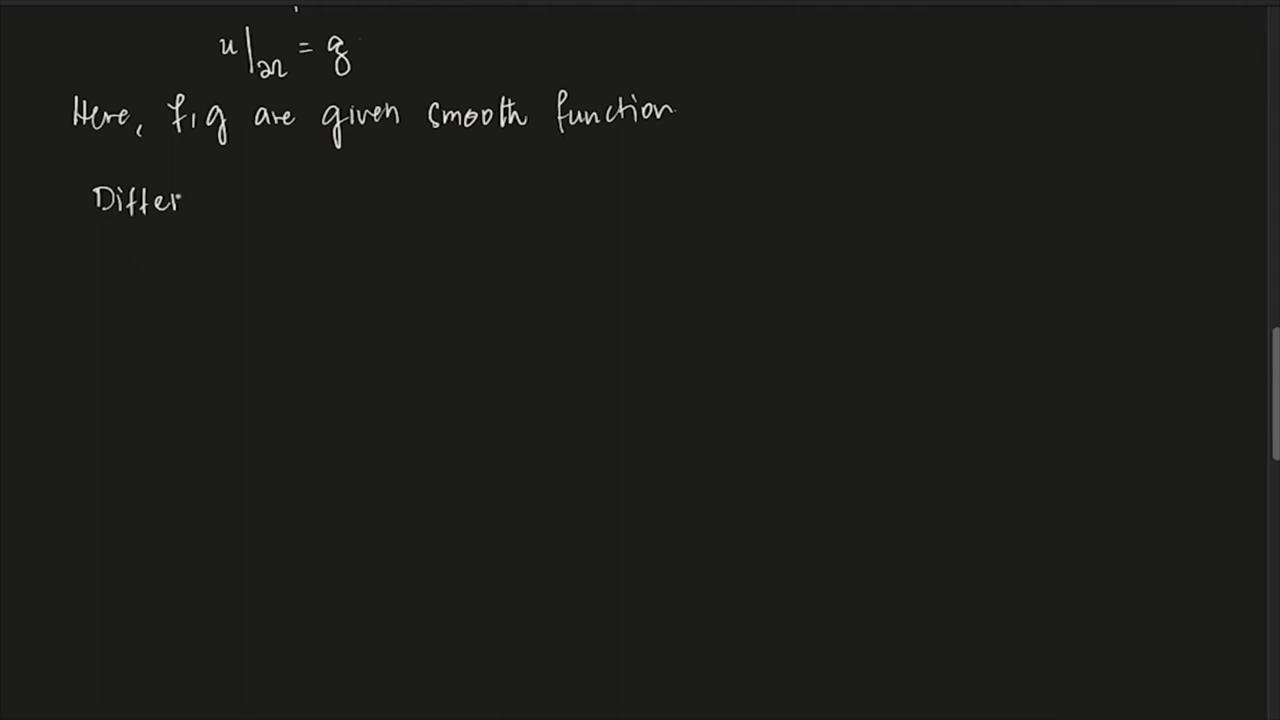 u|∂Ω = g
Here, f, g are given smooth function
Differ